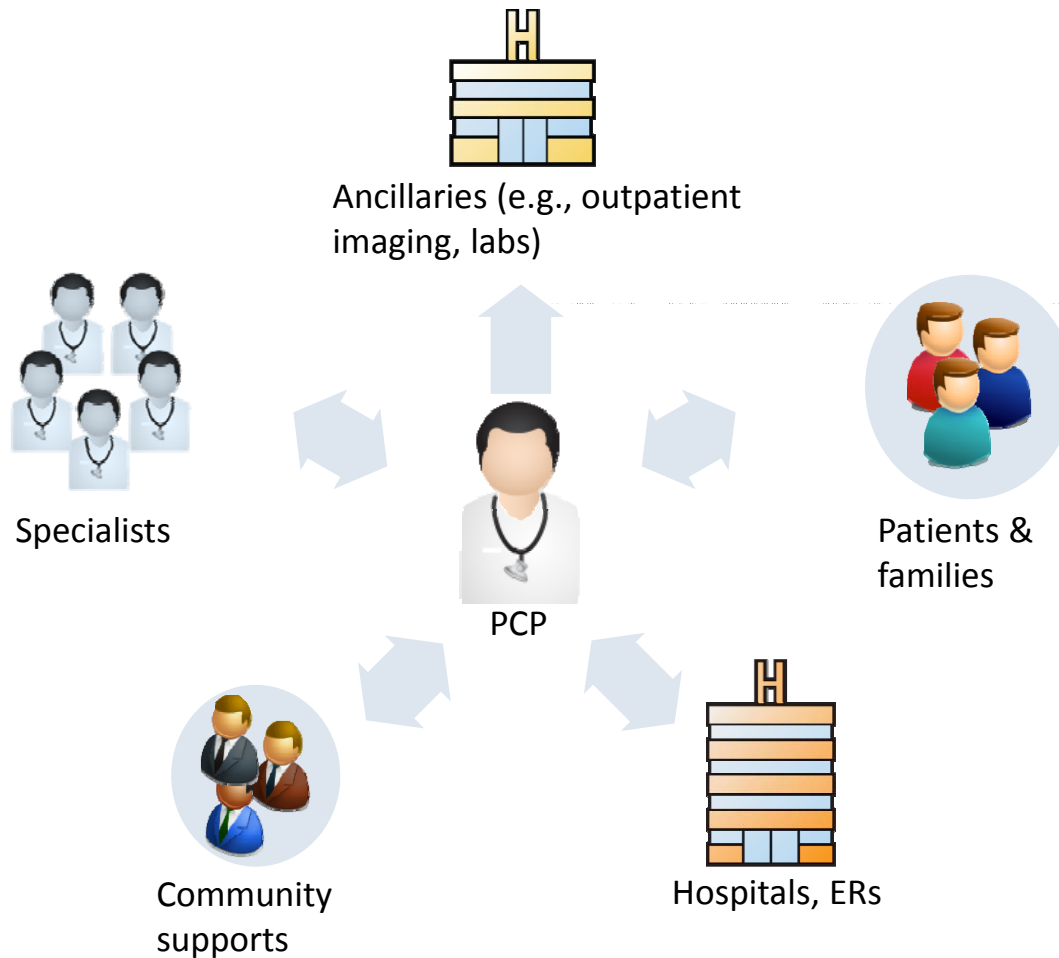 H
Ancillaries (e.g., outpatient
imaging, labs)
Specialists
Patients &
families
PCP
H
Community
supports
Hospitals, ERs